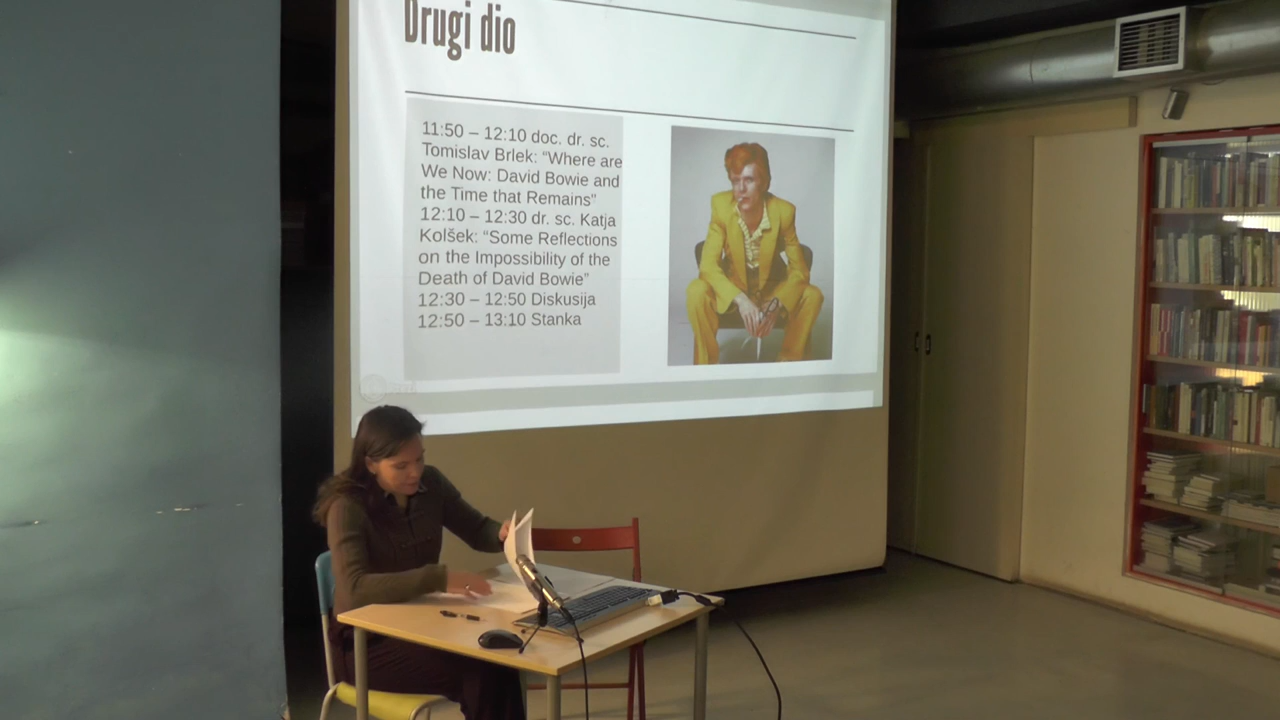 Drugi dio
11:50 – 12:10 doc. dr. sc.
Tomislav Brlek: “Where are
We Now: David Bowie and
the Time that Remains”
12:10 – 12:30 dr. sc. Katja
Kolšek: “Some Reflections
on the Impossibility of the
Death of David Bowie”
12:30 – 12:50 Diskusija
12:50 – 13:10 Stanka